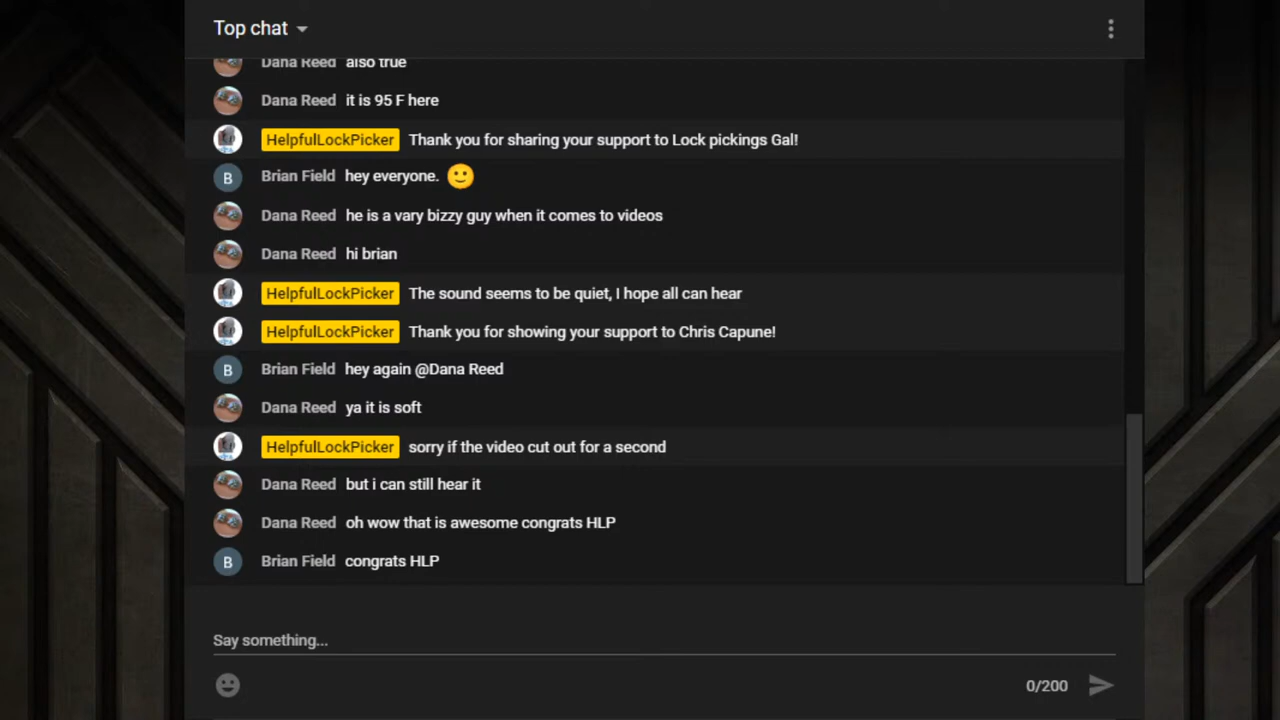 Top chat
Dana Reed also true
Dana Reed it is 95 F here
HelpfulLockPicker Thank you for sharing your support to Lock pickings Gal!
B Brian Field hey everyone.
Dana Reed he is a vary bizzy guy when it comes to videos
Dana Reed hi brian
HelpfulLockPicker The sound seems to be quiet, I hope all can hear
HelpfulLockPicker Thank you for showing your support to Chris Capune!
B Brian Field hey again @Dana Reed
Dana Reed ya it is soft
HelpfulLockPicker sorry if the video cut out for a second
Dana Reed but i can still hear it
Dana Reed oh wow that is awesome congrats HLP
B Brian Field congrats HLP
Say something...
0/200